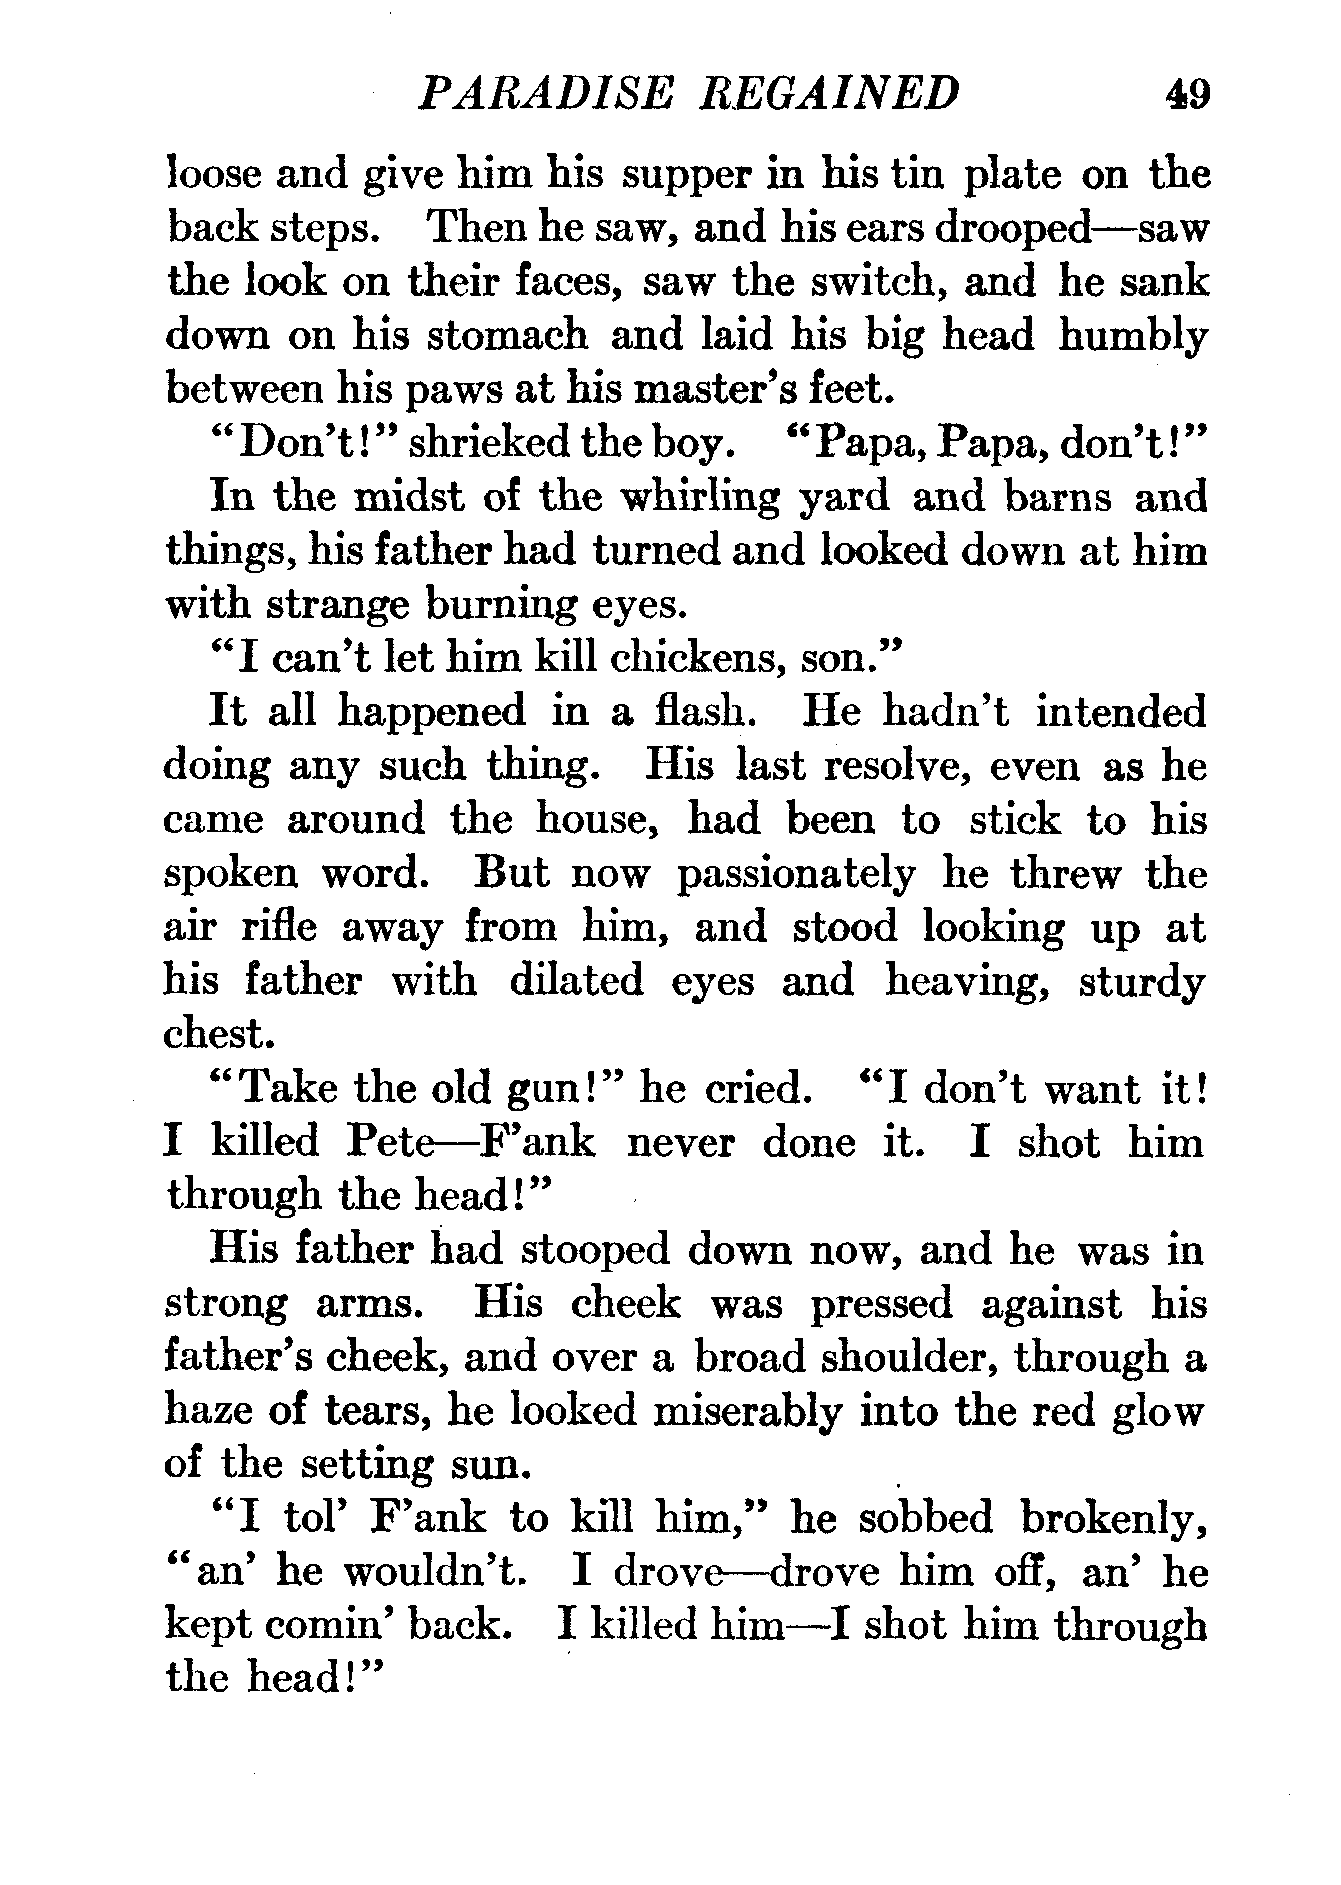 PARADISE REGAINED 49
loose and give him his supper in his tin plate on the
back steps. Then he saw, and his ears drooped—saw
the look on their faces, saw the switch, and he sank
down on his stomach and laid his big head humbly
between his paws at his master's feet.
"Don't!" shrieked the boy. "Papa, Papa, don't!"
In the midst of the whirling yard and barns and
things, his father had turned and looked down at him
with strange burning eyes.
"I can't let him kill chickens, son."
It all happened in a flash. He hadn't intended
doing any such thing. His last resolve, even as he
came around the house, had been to stick to his
spoken word. But now passionately he threw the
air rifle away from him, and stood looking up at
his father with dilated eyes and heaving, sturdy
chest.
"Take the old gun!" he cried. "I don't want it!
I killed Pete—F'ank never done it. I shot him
through the head!"
His father had stooped down now, and he was in
strong arms. His cheek was pressed against his
father's cheek, and over a broad shoulder, through a
haze of tears, he looked miserably into the red glow
of the setting sun.
"I tol' F'ank to kill him," he sobbed brokenly,
"an' he wouldn't. I drove—drove him off, an' he
kept comin' back. I killed him—I shot him through
the head!"